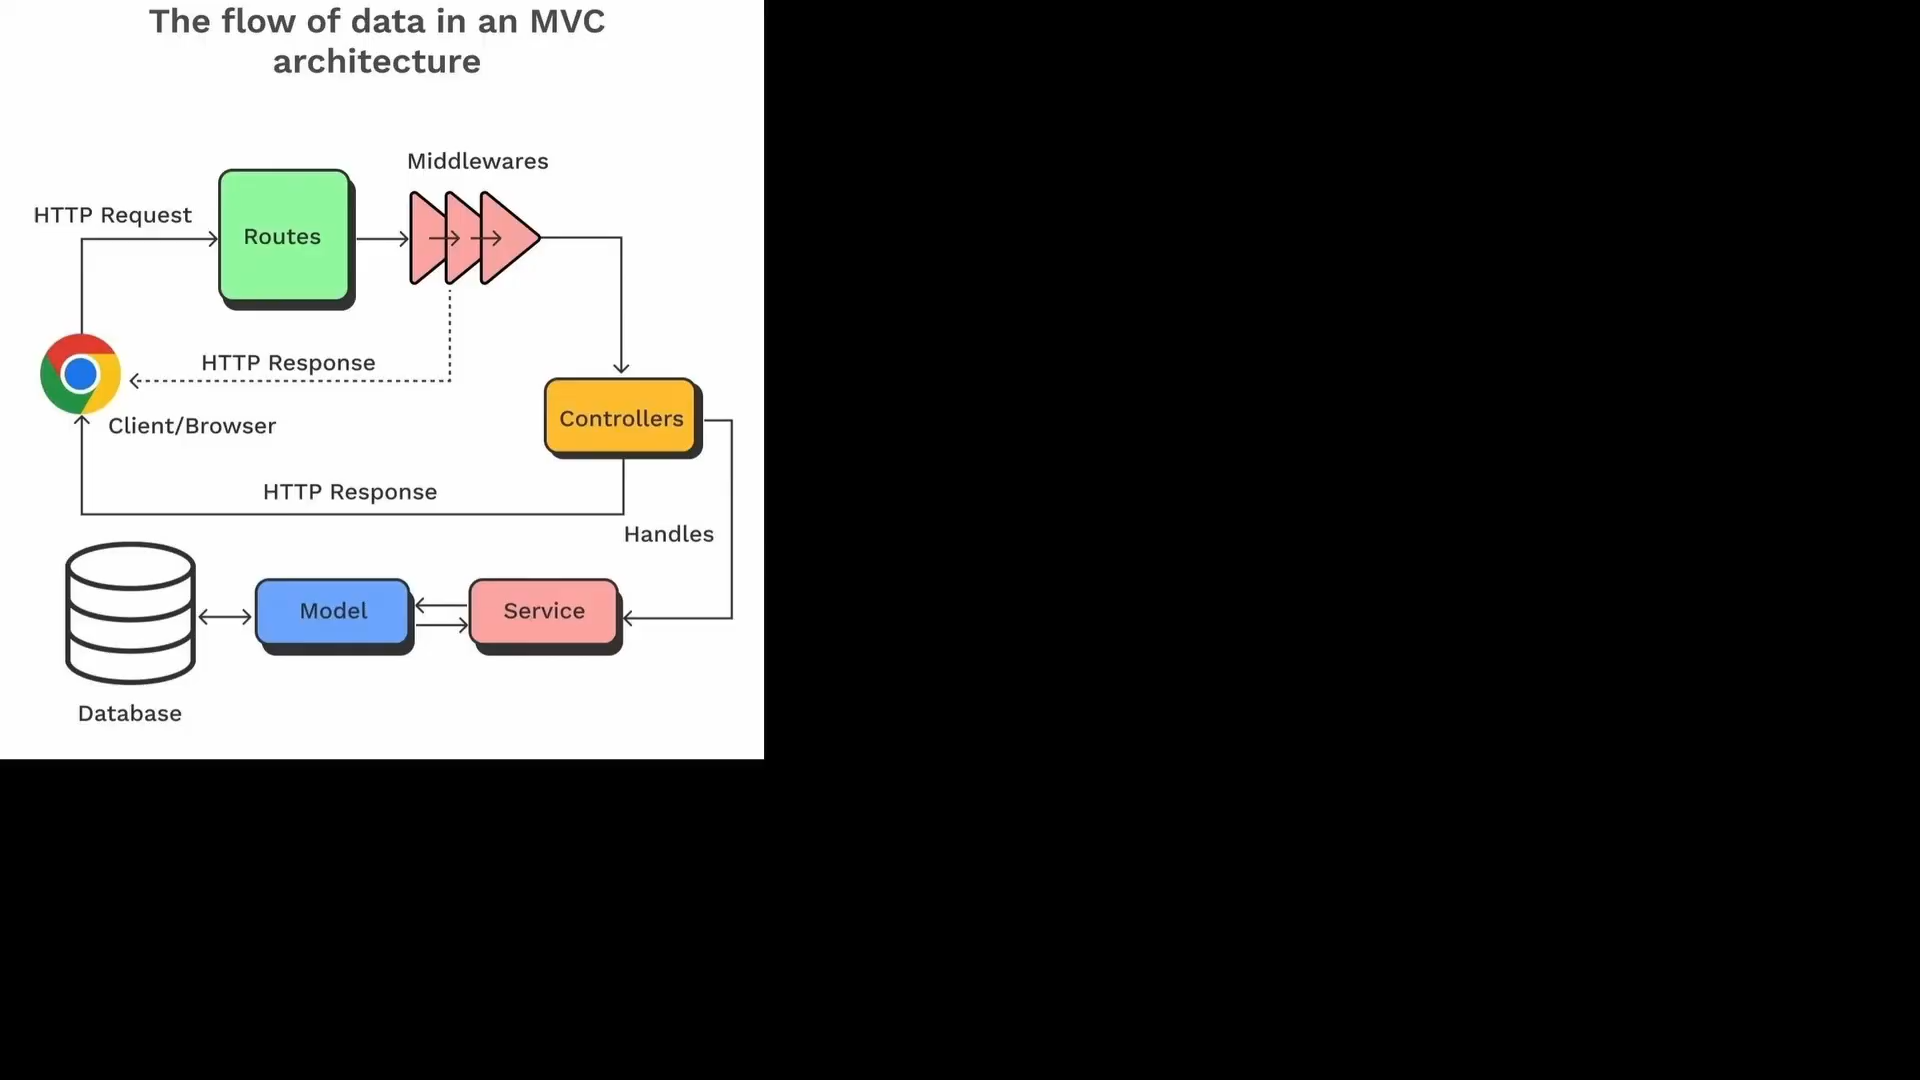 The flow of data in an MVC
architecture
Middlewares
HTTP Request
Routes
HTTP Response
Client/Browser
Controllers
HTTP Response
Handles
Model
Service
Database